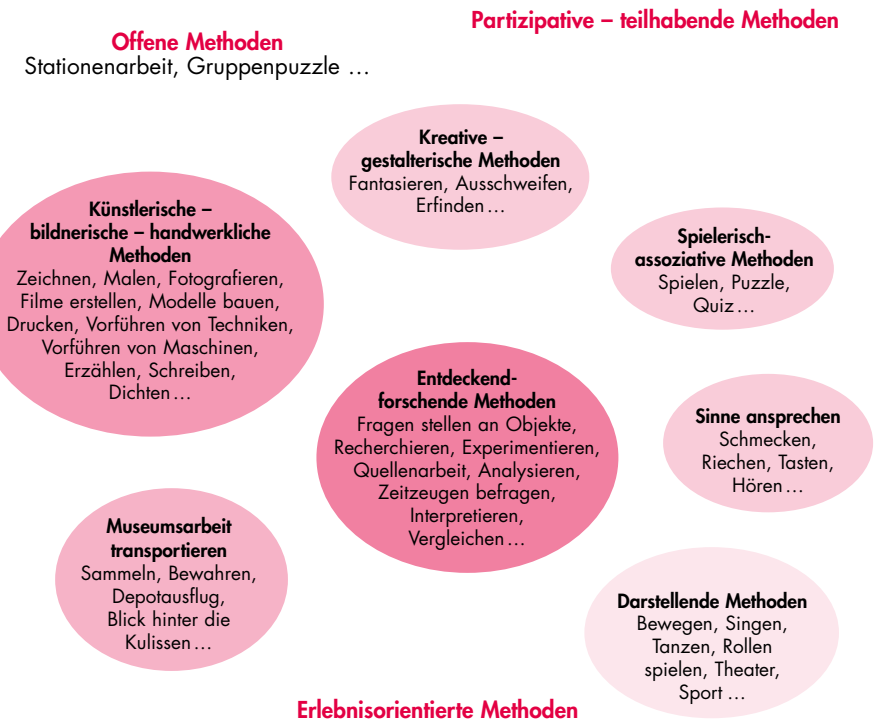 Partizipative – teilhabende Methoden
Offene Methoden
Stationenarbeit, Gruppenpuzzle …
Kreative –
gestalterische Methoden
Fantasieren, Ausschweifen,
Erfinden …
Künstlerische –
bildnerische – handwerkliche
Methoden
Zeichnen, Malen, Fotografieren,
Filme erstellen, Modelle bauen,
Drucken, Vorführen von Techniken,
Vorführen von Maschinen,
Erzählen, Schreiben,
Dichten …
Spielerisch-
assoziative Methoden
Spielen, Puzzle,
Quiz …
Entdeckend-
forschende Methoden
Fragen stellen an Objekte,
Recherchieren, Experimentieren,
Quellenarbeit, Analysieren,
Zeitzeugen befragen,
Interpretieren,
Vergleichen …
Sinne ansprechen
Schmecken,
Riechen, Tasten,
Hören …
Museumsarbeit
transportieren
Sammeln, Bewahren,
Depotausflug,
Blick hinter die
Kulissen …
Darstellende Methoden
Bewegen, Singen,
Tanzen, Rollen
spielen, Theater,
Sport …
Erlebnisorientierte Methoden